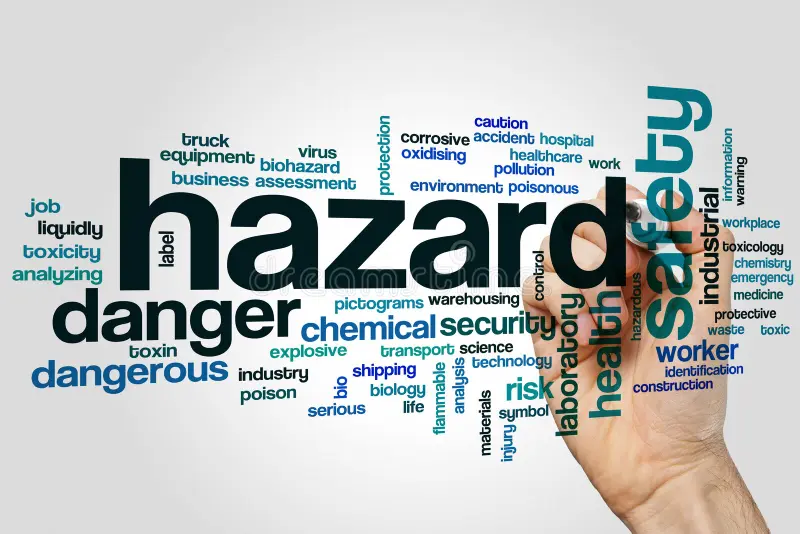 caution
truck
corrosive
accident
hospital
equipment
virus
biohazard
protection
oxidising
healthcare
work
business
assessment
pollution
environment
poisonous
hazard
safety
information
warning
job
liquidly
label
toxicity
analyzing
industrial
workplace
toxicology
chemistry
emergency
medicine
control
hazardous
danger
pictograms
warehousing
chemical
security
laboratory
health
protective
waste
toxic
toxin
explosive
transport
science
worker
dangerous
industry
shipping
technology
identification
poison
bio
biology
flammable
analysis
risk
construction
serious
life
materials
symbol
injury
dreamstime